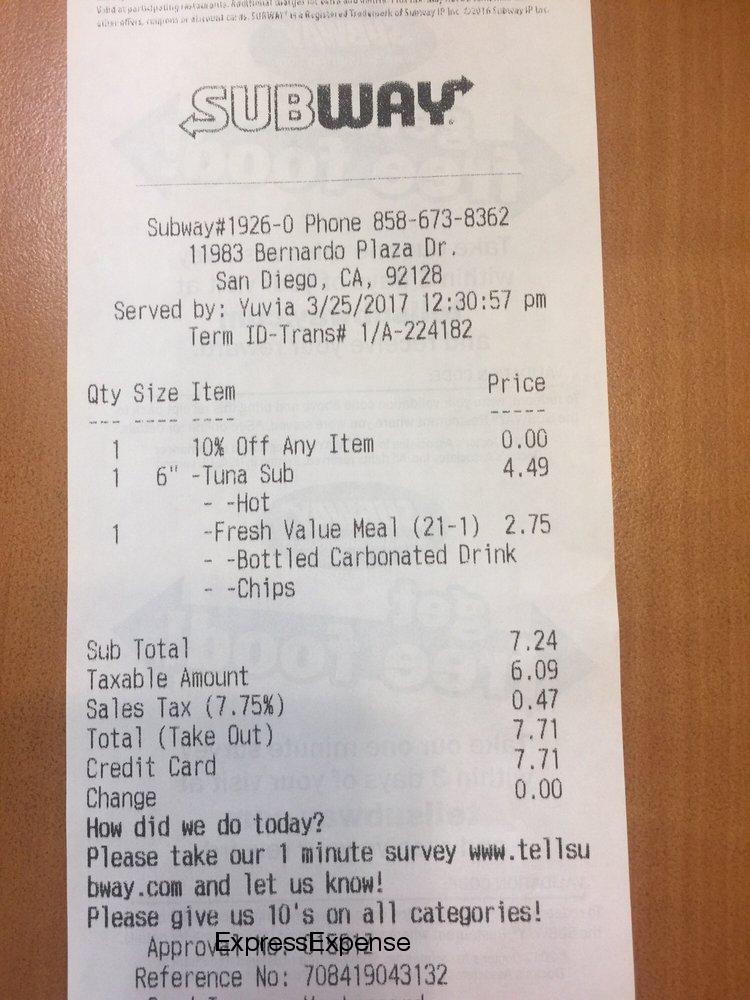 Valid at participating restaurants. Additional charges for extra and
other offers, coupons or discount cards. SUBWAY® is a Registered Trademark of Subway IP Inc. ©2016 Subway IP Inc.
SUBWAY
Subway#1926-0 Phone 858-673-8362
11983 Bernardo Plaza Dr.
San Diego, CA, 92128
Served by: Yuvia 3/25/2017 12:30:57 pm
Term ID-Trans# 1/A-224182
Qty Size Item Price
--- ---- ---- -----
1 10% Off Any Item 0.00
1 6" -Tuna Sub 4.49
- -Hot
1 -Fresh Value Meal (21-1) 2.75
- -Bottled Carbonated Drink
- -Chips
Sub Total 7.24
Taxable Amount 6.09
Sales Tax (7.75%) 0.47
Total (Take Out) 7.71
Credit Card 7.71
Change 0.00
How did we do today?
Please take our 1 minute survey www.tellsu
bway.com and let us know!
Please give us 10's on all categories!
Approval No:
ExpressExpense
Reference No: 708419043132